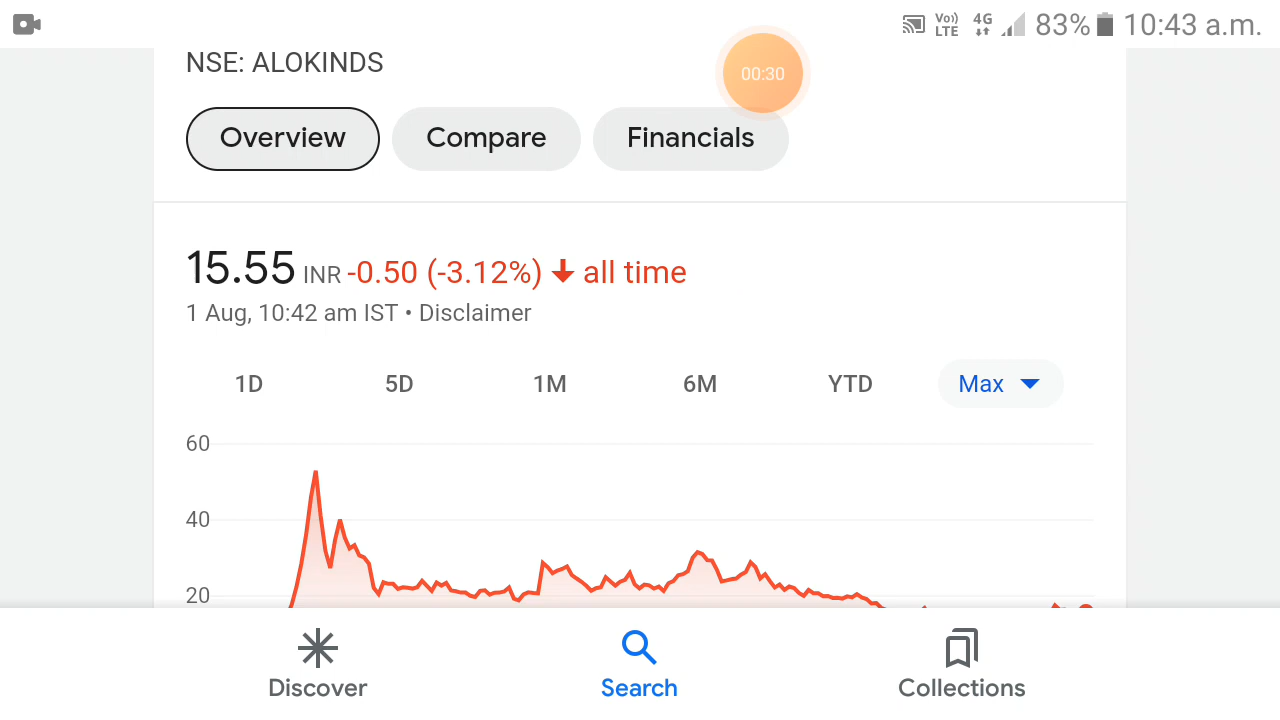 Vo)) LTE 4G 83% 10:43 a.m.
NSE: ALOKINDS
00:30
Overview Compare Financials
15.55 INR -0.50 (-3.12%) all time
1 Aug, 10:42 am IST • Disclaimer
1D 5D 1M 6M YTD Max
60
40
20
Discover Search Collections